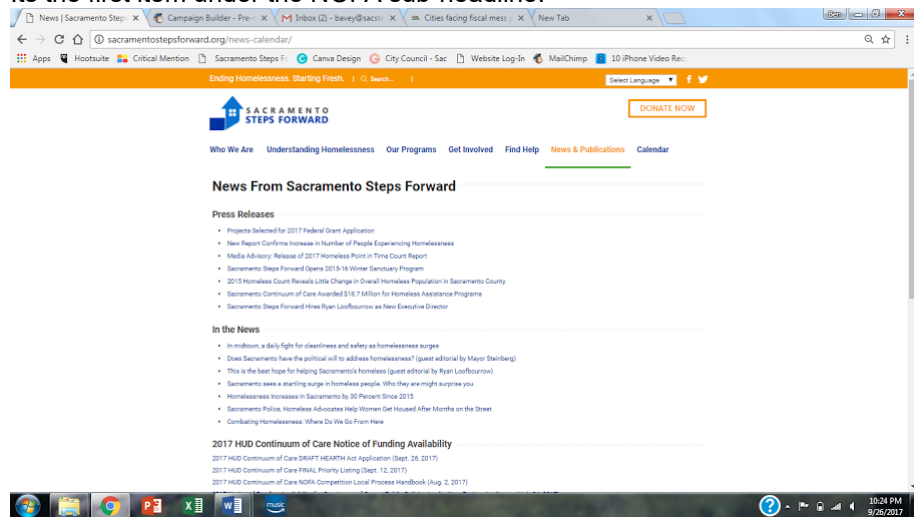 its the first item under the NOFA sub-headline.
News | Sacramento Step
Campaign Builder - Pre-
Inbox (2) - bavey@sacst
Cities facing fiscal mess
New Tab
Ben
sacramentostepsforward.org/news-calendar/
Apps Hootsuite Critical Mention Sacramento Steps Fo Canva Design City Council - Sac Website Log-In MailChimp 10 iPhone Video Rec
Ending Homelessness. Starting Fresh. | Search... |
Select Language
SACRAMENTO
STEPS FORWARD
DONATE NOW
Who We Are Understanding Homelessness Our Programs Get Involved Find Help News & Publications Calendar
News From Sacramento Steps Forward
Press Releases
Projects Selected for 2017 Federal Grant Application
New Report Confirms Increase in Number of People Experiencing Homelessness
Media Advisory: Release of 2017 Homeless Point in Time Count Report
Sacramento Steps Forward Opens 2015-16 Winter Sanctuary Program
2015 Homeless Count Reveals Little Change in Overall Homeless Population in Sacramento County
Sacramento Continuum of Care Awarded $18.7 Million for Homeless Assistance Programs
Sacramento Steps Forward Hires Ryan Loofbourrow as New Executive Director
In the News
In midtown, a daily fight for cleanliness and safety as homelessness surges
Does Sacramento have the political will to address homelessness? (guest editorial by Mayor Steinberg)
This is the best hope for helping Sacramento's homeless (guest editorial by Ryan Loofbourrow)
Sacramento sees a startling surge in homeless people. Who they are might surprise you
Homelessness Increases in Sacramento by 30 Percent Since 2015
Sacramento Police, Homeless Advocates Help Women Get Housed After Months on the Street
Combating Homelessness: Where Do We Go From Here
2017 HUD Continuum of Care Notice of Funding Availability
2017 HUD Continuum of Care DRAFT HEARTH Act Application (Sept. 26, 2017)
2017 HUD Continuum of Care FINAL Priority Listing (Sept. 12, 2017)
2017 HUD Continuum of Care NOFA Competition Local Process Handbook (Aug. 2, 2017)
music
10:24 PM
9/26/2017